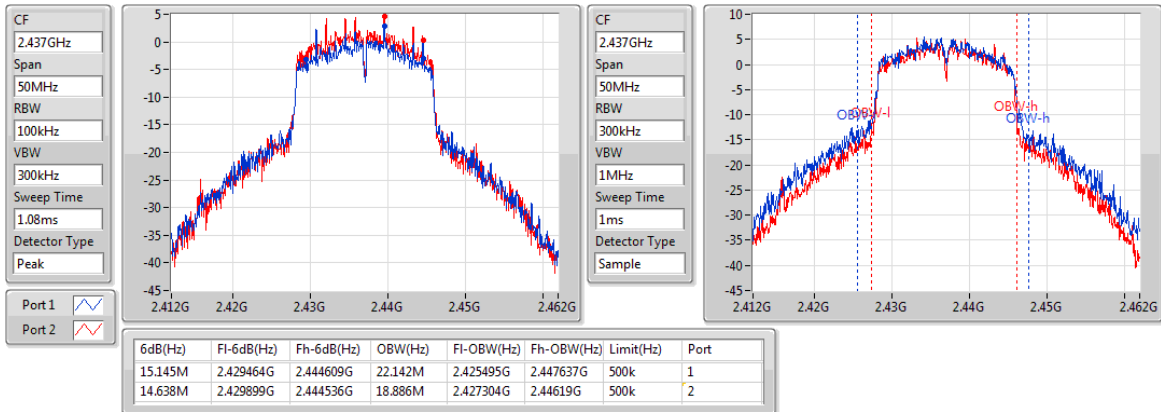 CF
2.437GHz
Span
50MHz
RBW
100kHz
VBW
300kHz
Sweep Time
1.08ms
Detector Type
Peak
Port 1
Port 2
5
0
-5
-10
-15
-20
-25
-30
-35
-40
-45
2.412G 2.42G 2.43G 2.44G 2.45G 2.462G
CF
2.437GHz
Span
50MHz
RBW
300kHz
VBW
1MHz
Sweep Time
1ms
Detector Type
Sample
10
5
0
-5
-10
-15
-20
-25
-30
-35
-40
-45
OBW-l
OBW-h
OBW-h
2.412G 2.42G 2.43G 2.44G 2.45G 2.462G
6dB(Hz) Fl-6dB(Hz) Fh-6dB(Hz) OBW(Hz) Fl-OBW(Hz) Fh-OBW(Hz) Limit(Hz) Port
15.145M 2.429464G 2.444609G 22.142M 2.425495G 2.447637G 500k 1
14.638M 2.429899G 2.444536G 18.886M 2.427304G 2.44619G 500k 2